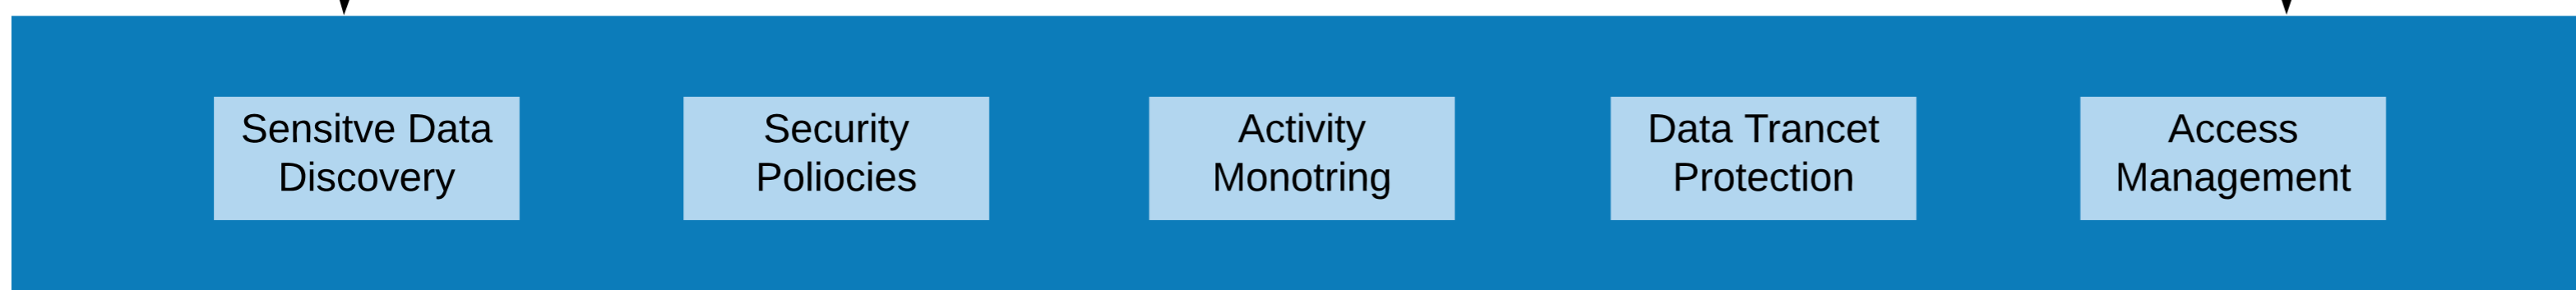 Sensitve Data
Discovery
Security
Poliocies
Activity
Monotring
Data Trancet
Protection
Access
Management